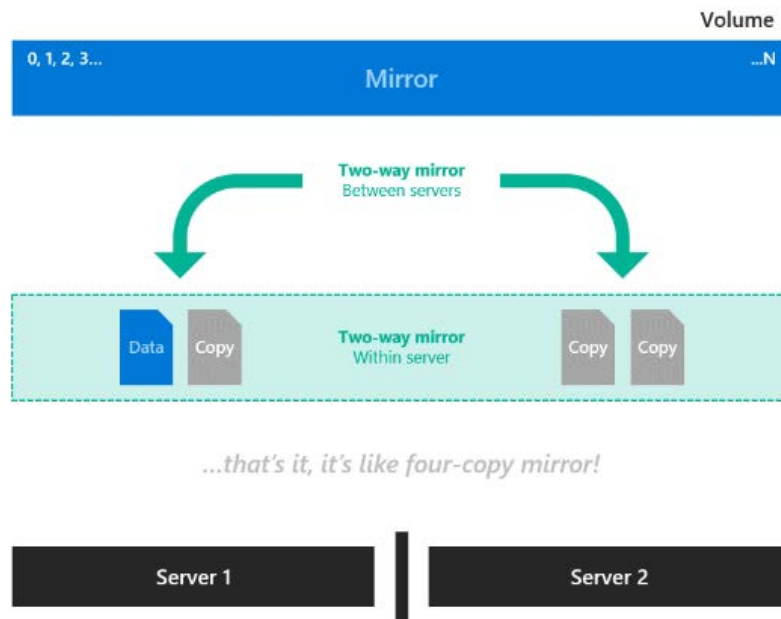 Volume
0, 1, 2, 3...
Mirror
...N
Two-way mirror
Between servers
Data
Copy
Two-way mirror
Within server
Copy
Copy
...that's it, it's like four-copy mirror!
Server 1
Server 2